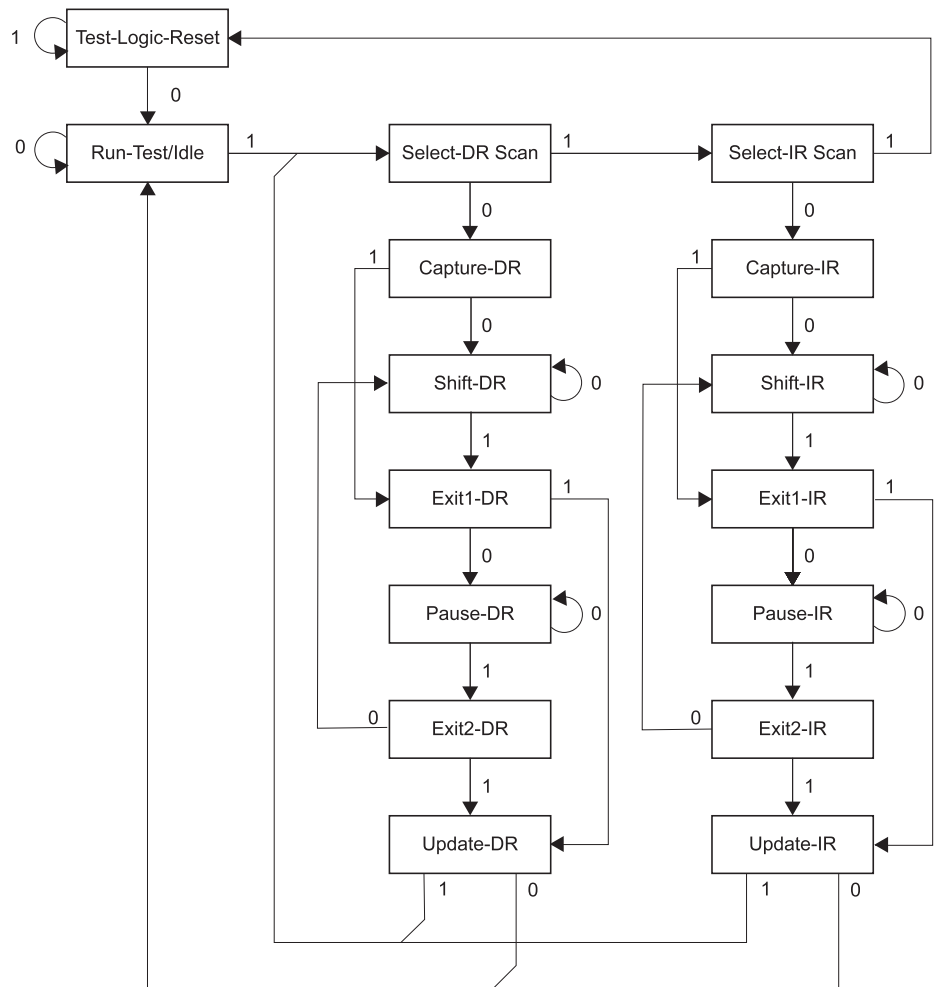 1
Test-Logic-Reset
0
0
Run-Test/Idle
1
Select-DR Scan
1
Select-IR Scan
1
0
0
1
Capture-DR
1
Capture-IR
0
0
Shift-DR
0
Shift-IR
0
1
1
Exit1-DR
1
Exit1-IR
1
0
0
Pause-DR
0
Pause-IR
0
1
1
0
Exit2-DR
0
Exit2-IR
1
1
Update-DR
Update-IR
1
0
1
0